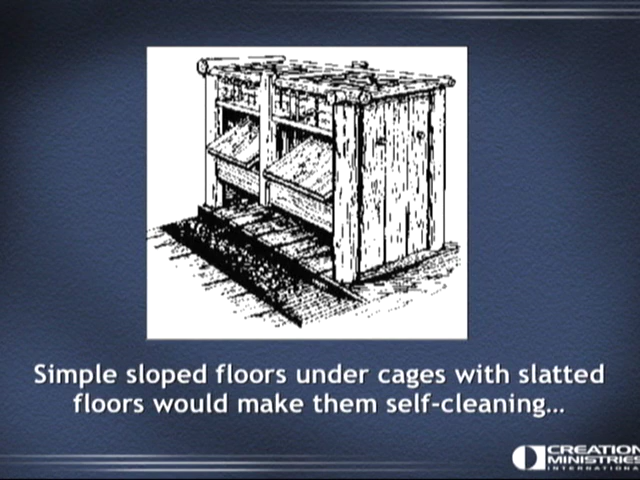 Simple sloped floors under cages with slatted
floors would make them self-cleaning...
CREATION
MINISTRIES
INTERNATIONAL